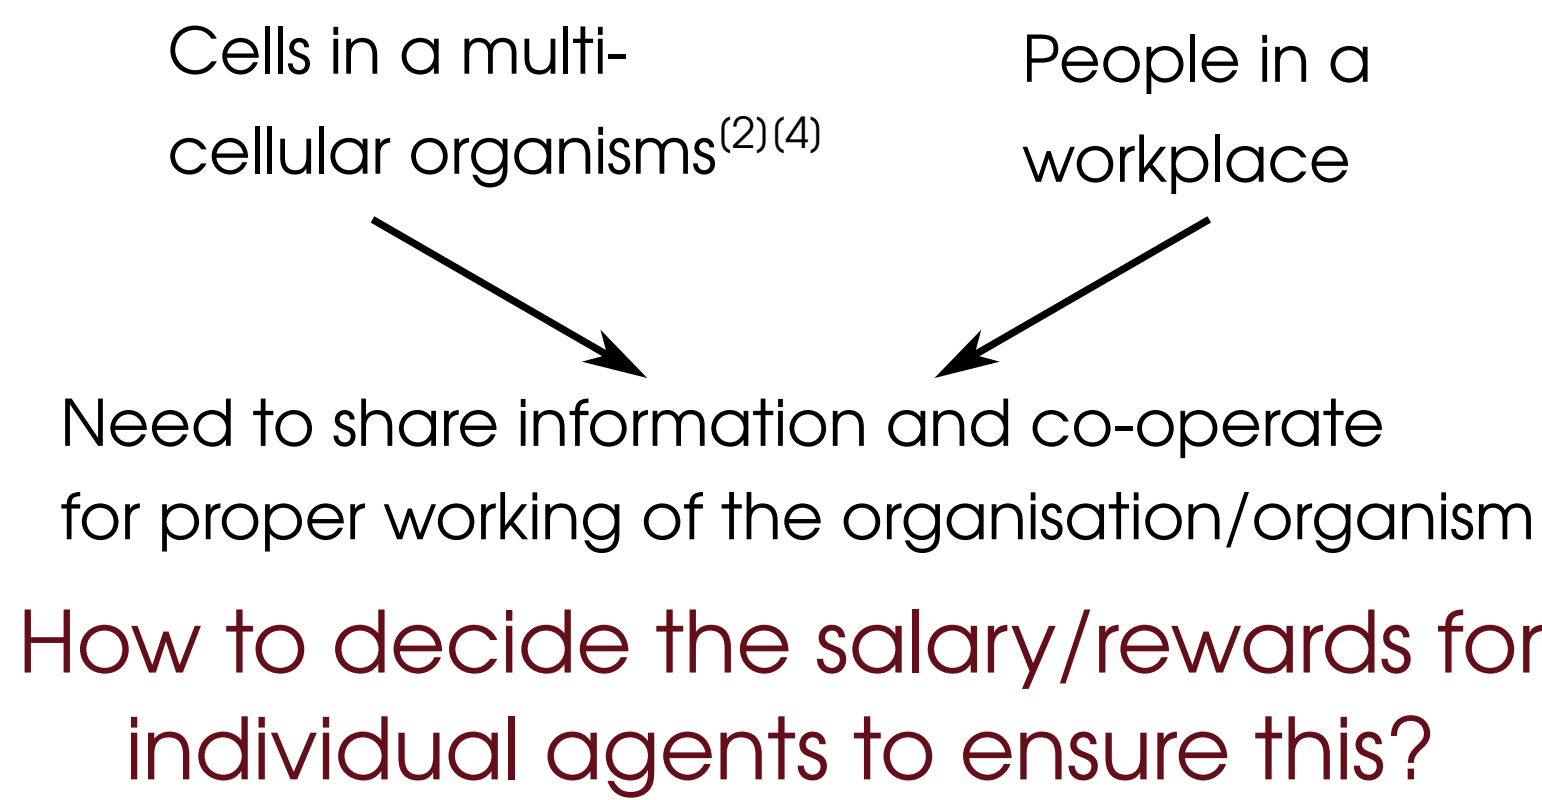 Cells in a multi-
cellular organisms(2)(4)
People in a
workplace
Need to share information and co-operate
for proper working of the organisation/organism
How to decide the salary/rewards for
individual agents to ensure this?